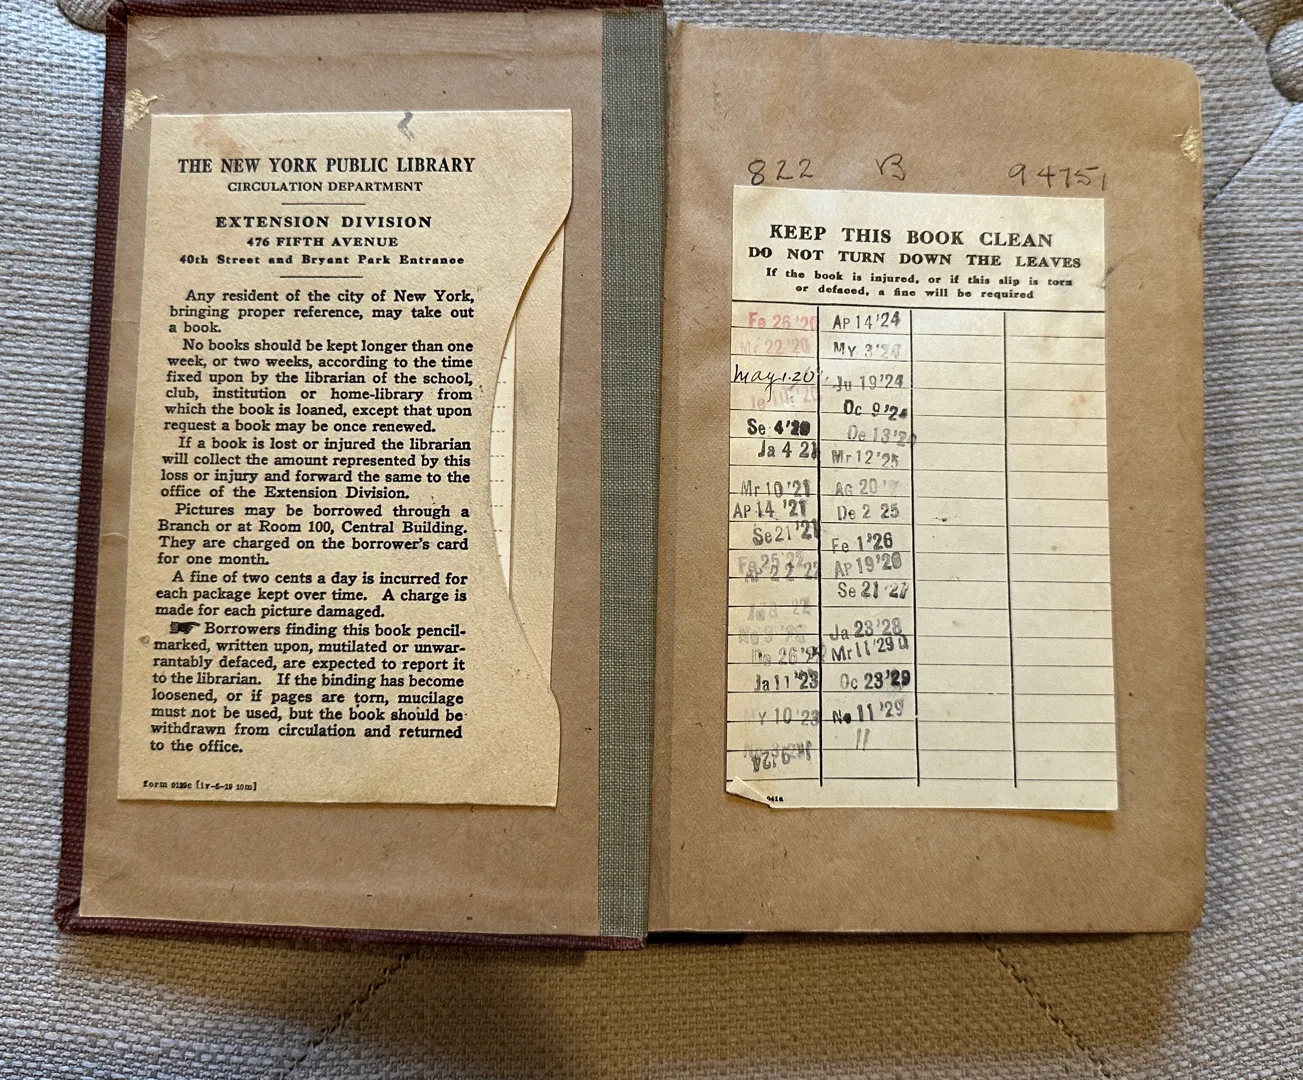 THE NEW YORK PUBLIC LIBRARY
CIRCULATION DEPARTMENT
EXTENSION DIVISION
476 FIFTH AVENUE
40th Street and Bryant Park Entrance
Any resident of the city of New York,
bringing proper reference, may take out
a book.
No books should be kept longer than one
week, or two weeks, according to the time
fixed upon by the librarian of the school,
club, institution or home-library from
which the book is loaned, except that upon
request a book may be once renewed.
If a book is lost or injured the librarian
will collect the amount represented by this
loss or injury and forward the same to the
office of the Extension Division.
Pictures may be borrowed through a
Branch or at Room 100, Central Building.
They are charged on the borrower's card
for one month.
A fine of two cents a day is incurred for
each package kept over time. A charge is
made for each picture damaged.
☛ Borrowers finding this book pencil-
marked, written upon, mutilated or unwar-
rantably defaced, are expected to report it
to the librarian. If the binding has become
loosened, or if pages are torn, mucilage
must not be used, but the book should be
withdrawn from circulation and returned
to the office.
822 B 94751
KEEP THIS BOOK CLEAN
DO NOT TURN DOWN THE LEAVES
If the book is injured, or if this slip is torn
or defaced, a fine will be required
Fe 26 '20
May 1.20
Se 4 '20
Ja 4 21
Mr 10 '21
AP 14 '21
Se 21 '21
Fe 25 '22
De 26
Ja 11 '23
MY 10 '23
AP 14 '24
MY 3
Ju 19 '24
Oc 9 '24
De 13
Mr 12 '25
AG 20
De 2 25
Fe 1 '26
AP 19
Se 21 '27
Ja 23 '28
Mr 11 '29
Oc 23 '29
No 11 '29